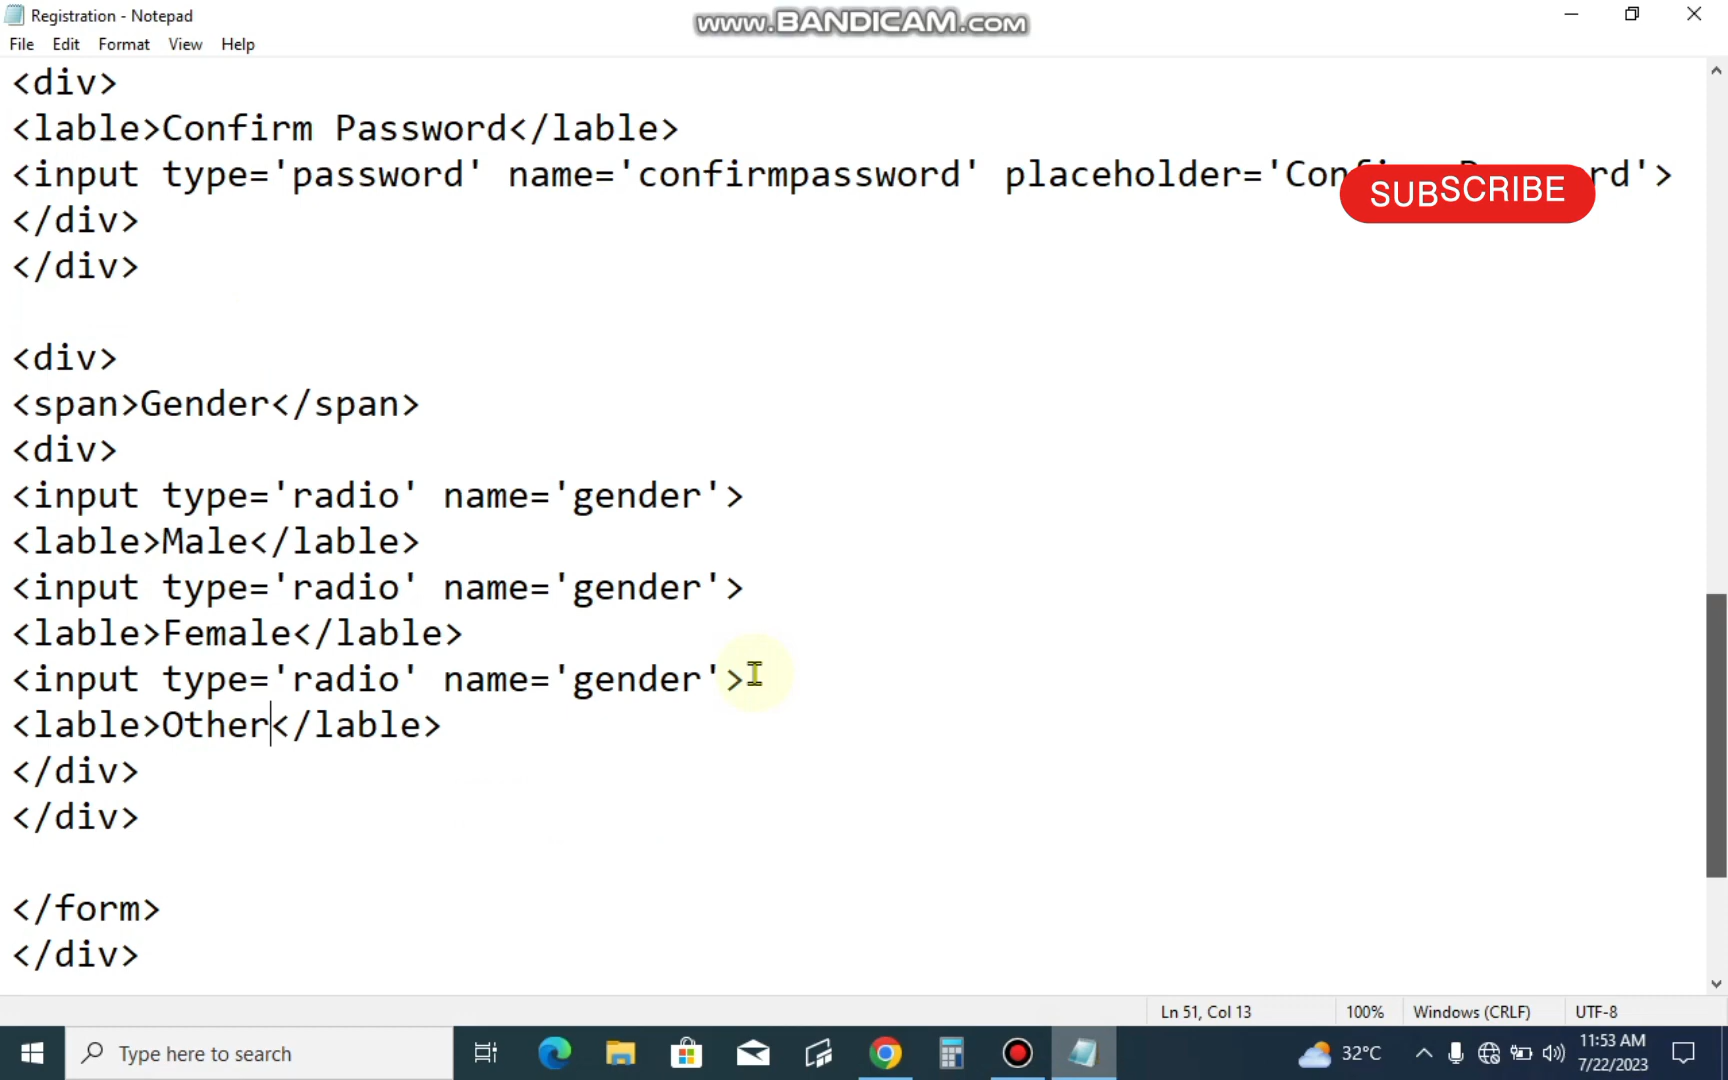 Registration - Notepad
www.BANDICAM.com
File Edit Format View Help
<div>
<lable>Confirm Password</lable>
<input type='password' name='confirmpassword' placeholder='Con rd'>
SUBSCRIBE
</div>
</div>
<div>
<span>Gender</span>
<div>
<input type='radio' name='gender'>
<lable>Male</lable>
<input type='radio' name='gender'>
<lable>Female</lable>
<input type='radio' name='gender'>
<lable>Other</lable>
</div>
</div>
</form>
</div>
Ln 51, Col 13 100% Windows (CRLF) UTF-8
Type here to search
32°C
11:53 AM
7/22/2023